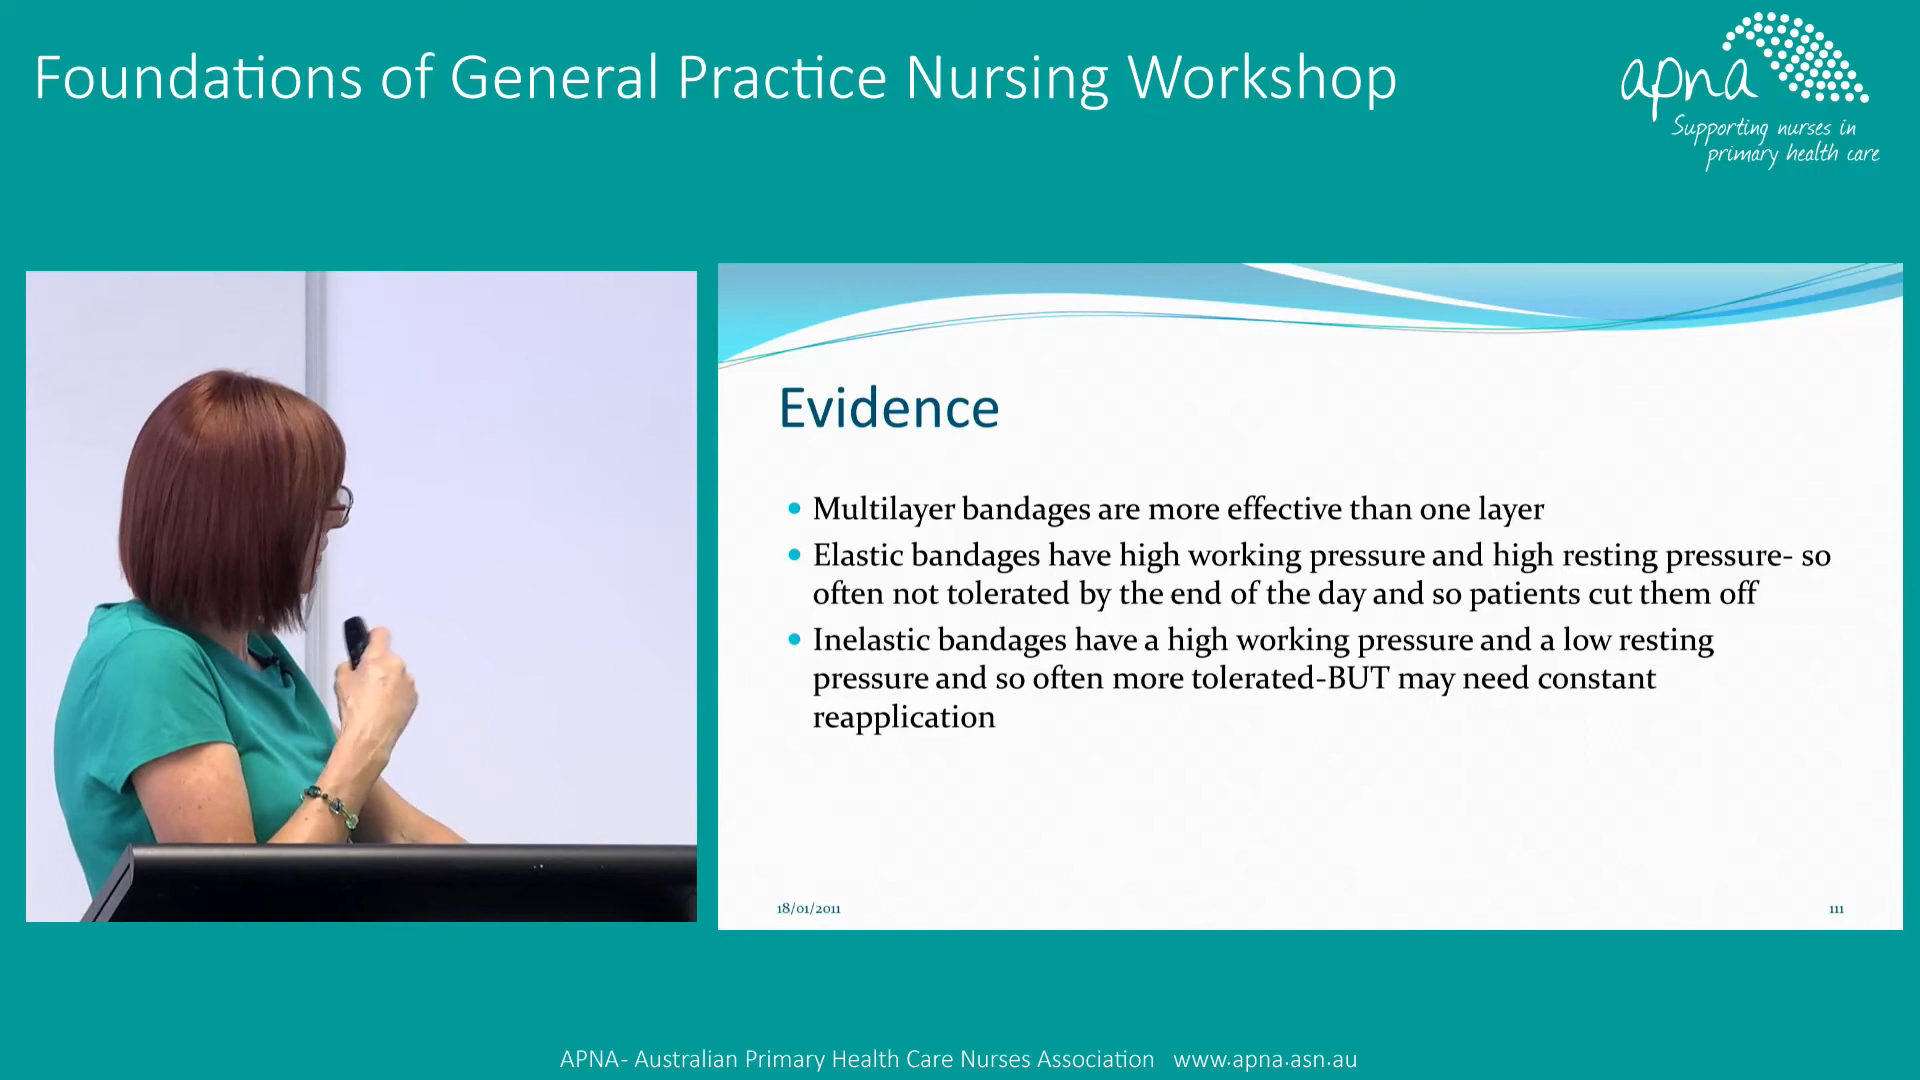 Foundations of General Practice Nursing Workshop
apna
Supporting nurses in
primary health care
Evidence
• Multilayer bandages are more effective than one layer
• Elastic bandages have high working pressure and high resting pressure- so
often not tolerated by the end of the day and so patients cut them off
• Inelastic bandages have a high working pressure and a low resting
pressure and so often more tolerated-BUT may need constant
reapplication
18/01/2011
111
APNA- Australian Primary Health Care Nurses Association www.apna.asn.au